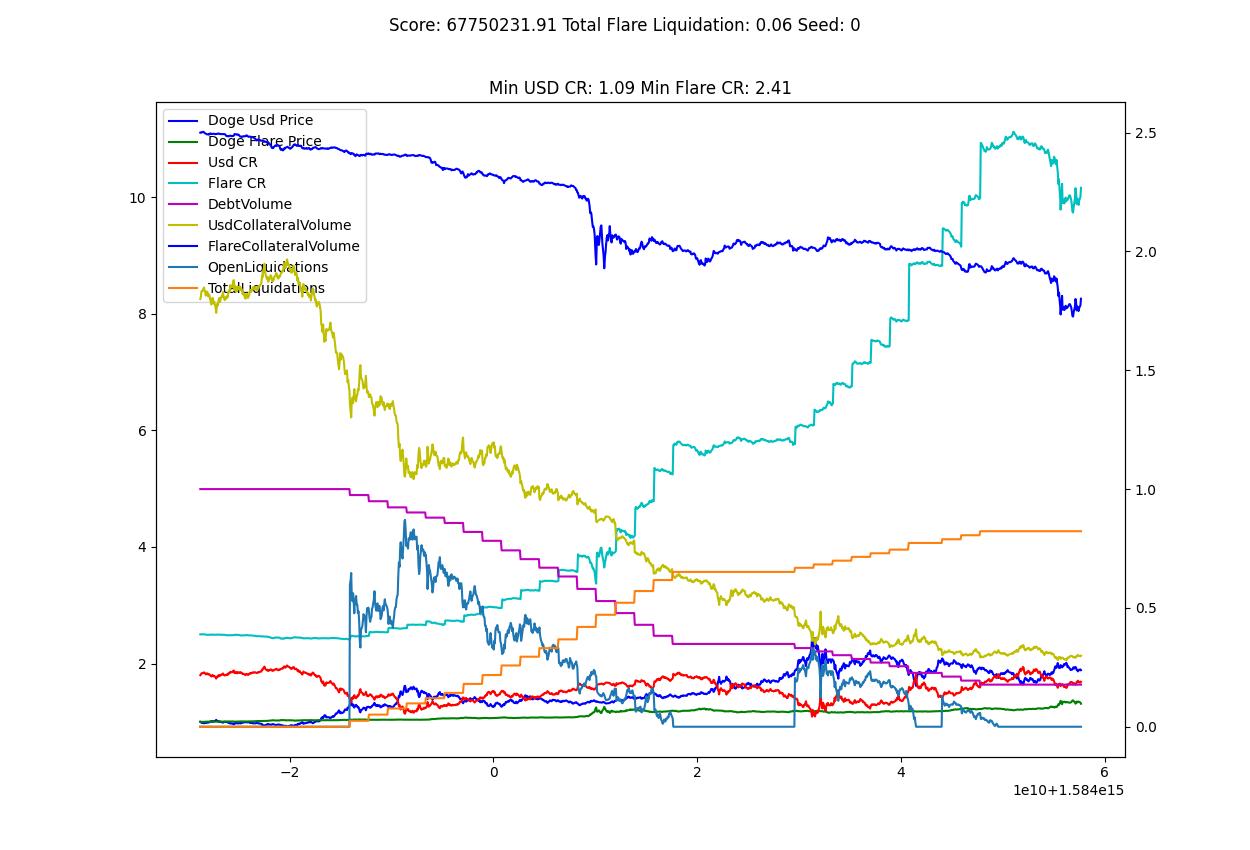 Score: 67750231.91 Total Flare Liquidation: 0.06 Seed: 0
Min USD CR: 1.09 Min Flare CR: 2.41
Doge Usd Price
Doge Flare Price
Usd CR
Flare CR
DebtVolume
UsdCollateralVolume
FlareCollateralVolume
OpenLiquidations
TotalLiquidations
10
8
6
4
2
2.5
2.0
1.5
1.0
0.5
0.0
−2
0
2
4
6
1e10+1.584e15